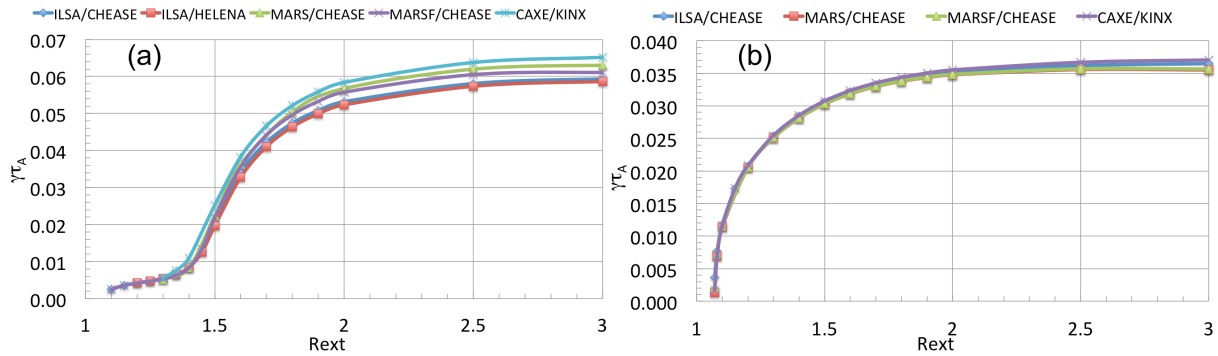 ILSA/CHEASE ILSA/HELENA MARS/CHEASE MARSF/CHEASE CAXE/KINX
(a)
0.07
0.06
0.05
0.04
0.03
0.02
0.01
0.00
γτA
1 1.5 2 2.5 3
Rext
ILSA/CHEASE MARS/CHEASE MARSF/CHEASE CAXE/KINX
(b)
0.040
0.035
0.030
0.025
0.020
0.015
0.010
0.005
0.000
γτA
1 1.5 2 2.5 3
Rext